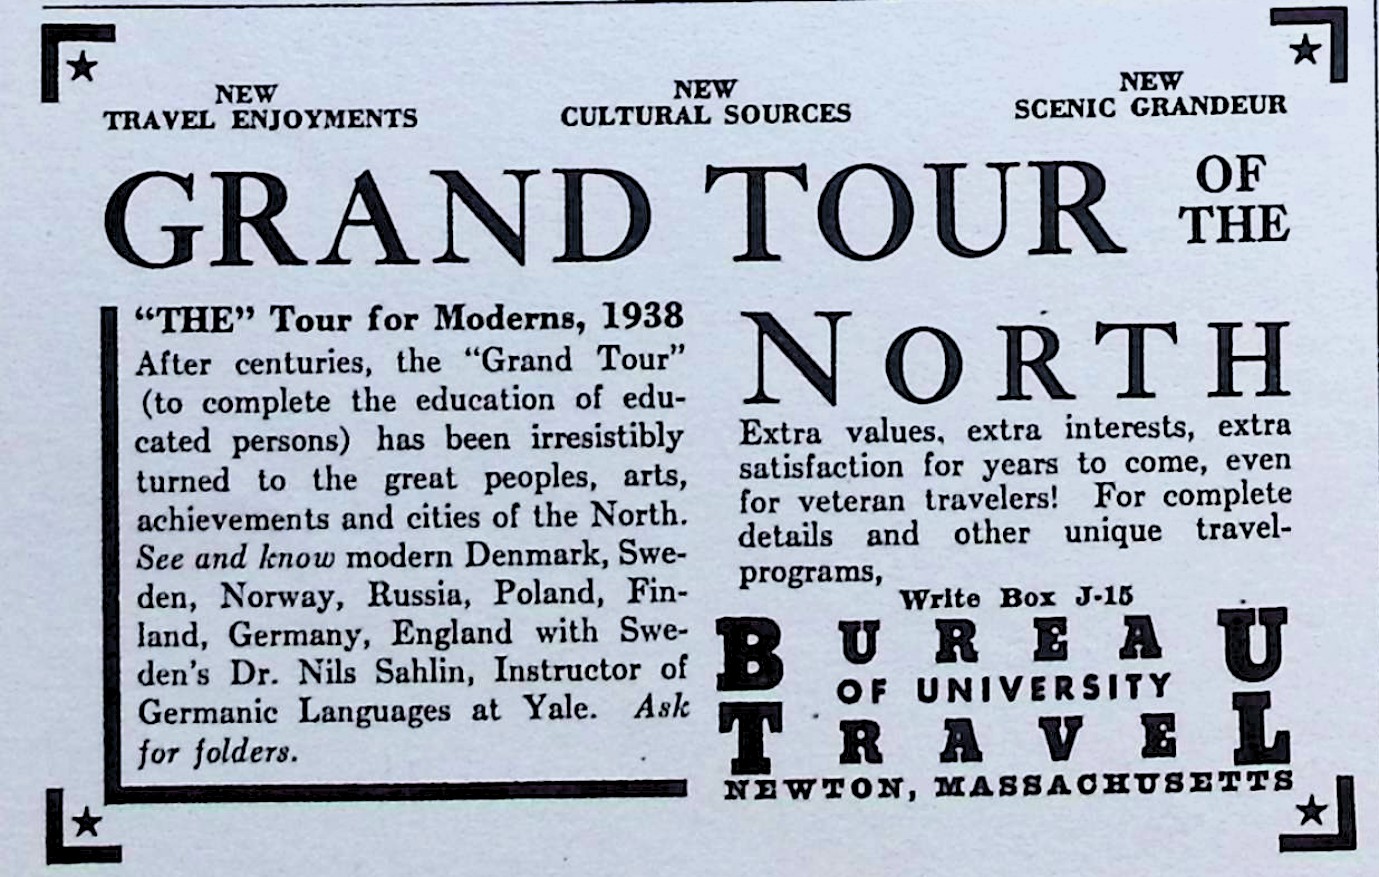 NEW
TRAVEL ENJOYMENTS
NEW
CULTURAL SOURCES
NEW
SCENIC GRANDEUR
GRAND TOUR OF THE
NORTH
"THE" Tour for Moderns, 1938
After centuries, the "Grand Tour"
(to complete the education of edu-
cated persons) has been irresistibly
turned to the great peoples, arts,
achievements and cities of the North.
See and know modern Denmark, Swe-
den, Norway, Russia, Poland, Fin-
land, Germany, England with Swe-
den's Dr. Nils Sahlin, Instructor of
Germanic Languages at Yale. Ask
for folders.
Extra values, extra interests, extra
satisfaction for years to come, even
for veteran travelers! For complete
details and other unique travel-
programs,
Write Box J-15
BUREAU
OF UNIVERSITY
TRAVEL
NEWTON, MASSACHUSETTS